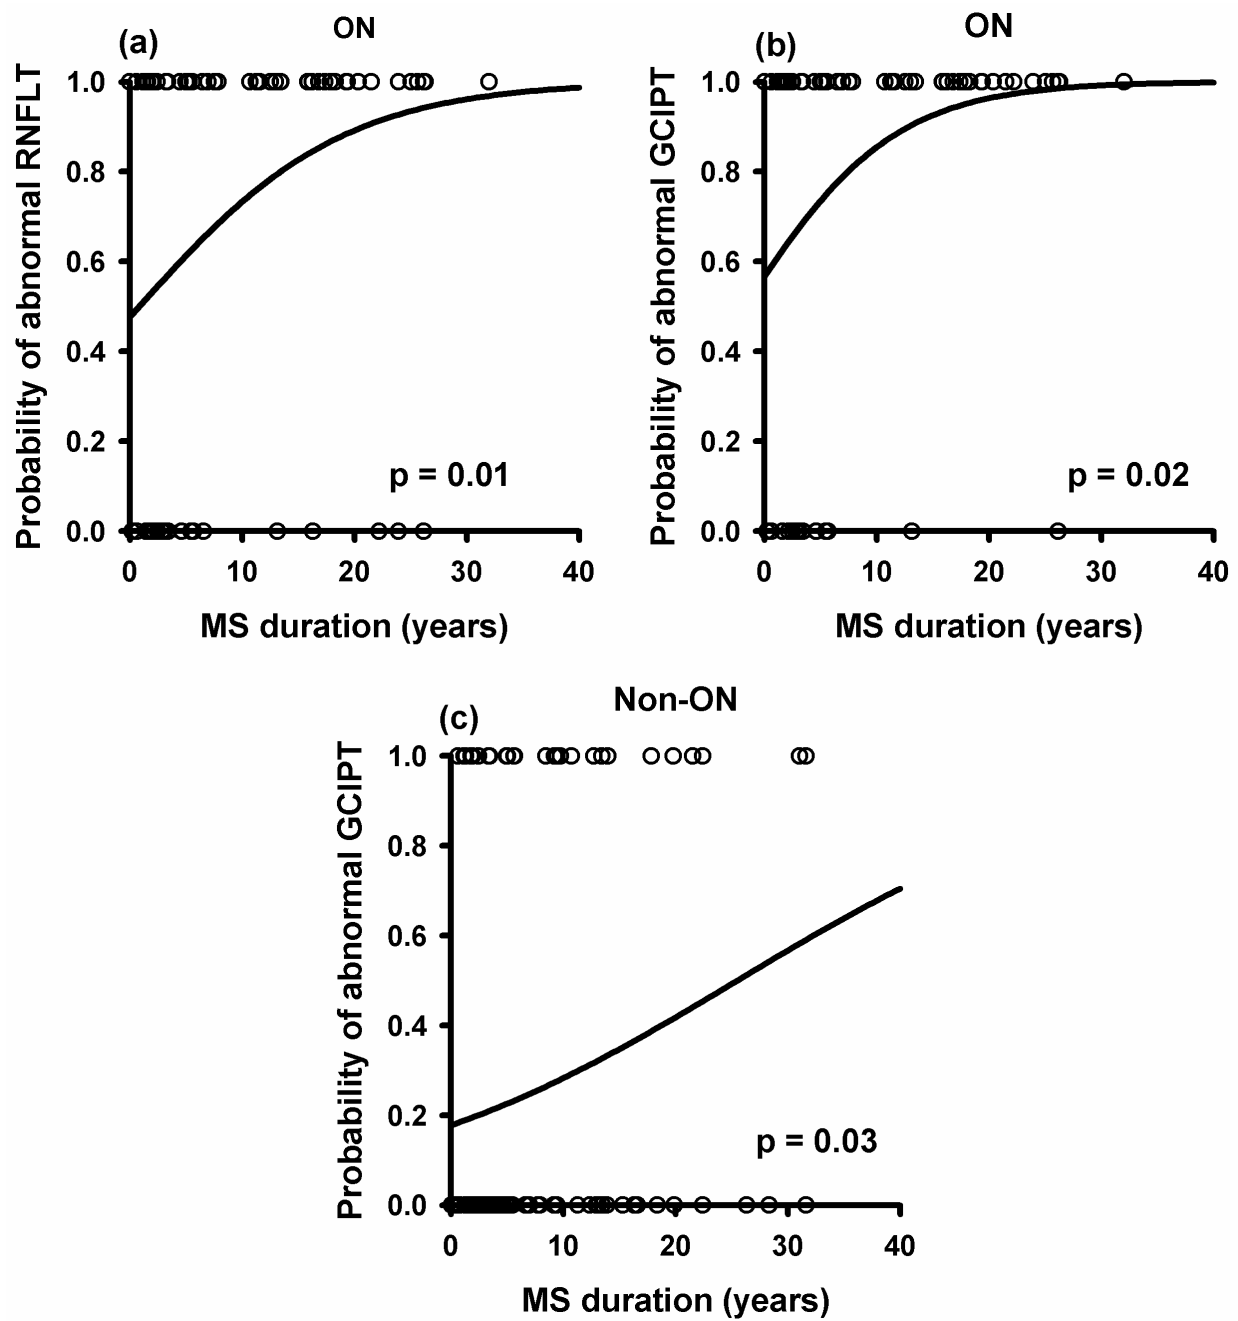 (a)
ON
Probability of abnormal RNFLT
1.0
0.8
0.6
0.4
0.2
0.0
p = 0.01
0 10 20 30 40
MS duration (years)
(b)
ON
Probability of abnormal GCIPT
1.0
0.8
0.6
0.4
0.2
0.0
p = 0.02
0 10 20 30 40
MS duration (years)
(c)
Non-ON
Probability of abnormal GCIPT
1.0
0.8
0.6
0.4
0.2
0.0
p = 0.03
0 10 20 30 40
MS duration (years)